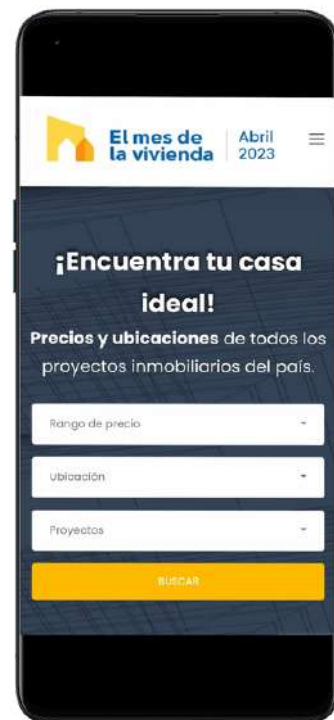 El mes de
la vivienda
Abril
2023
¡Encuentra tu casa
ideal!
Precios y ubicaciones de todos los
proyectos inmobiliarios del país.
Rango de precio
Ubicación
Proyectos
BUSCAR